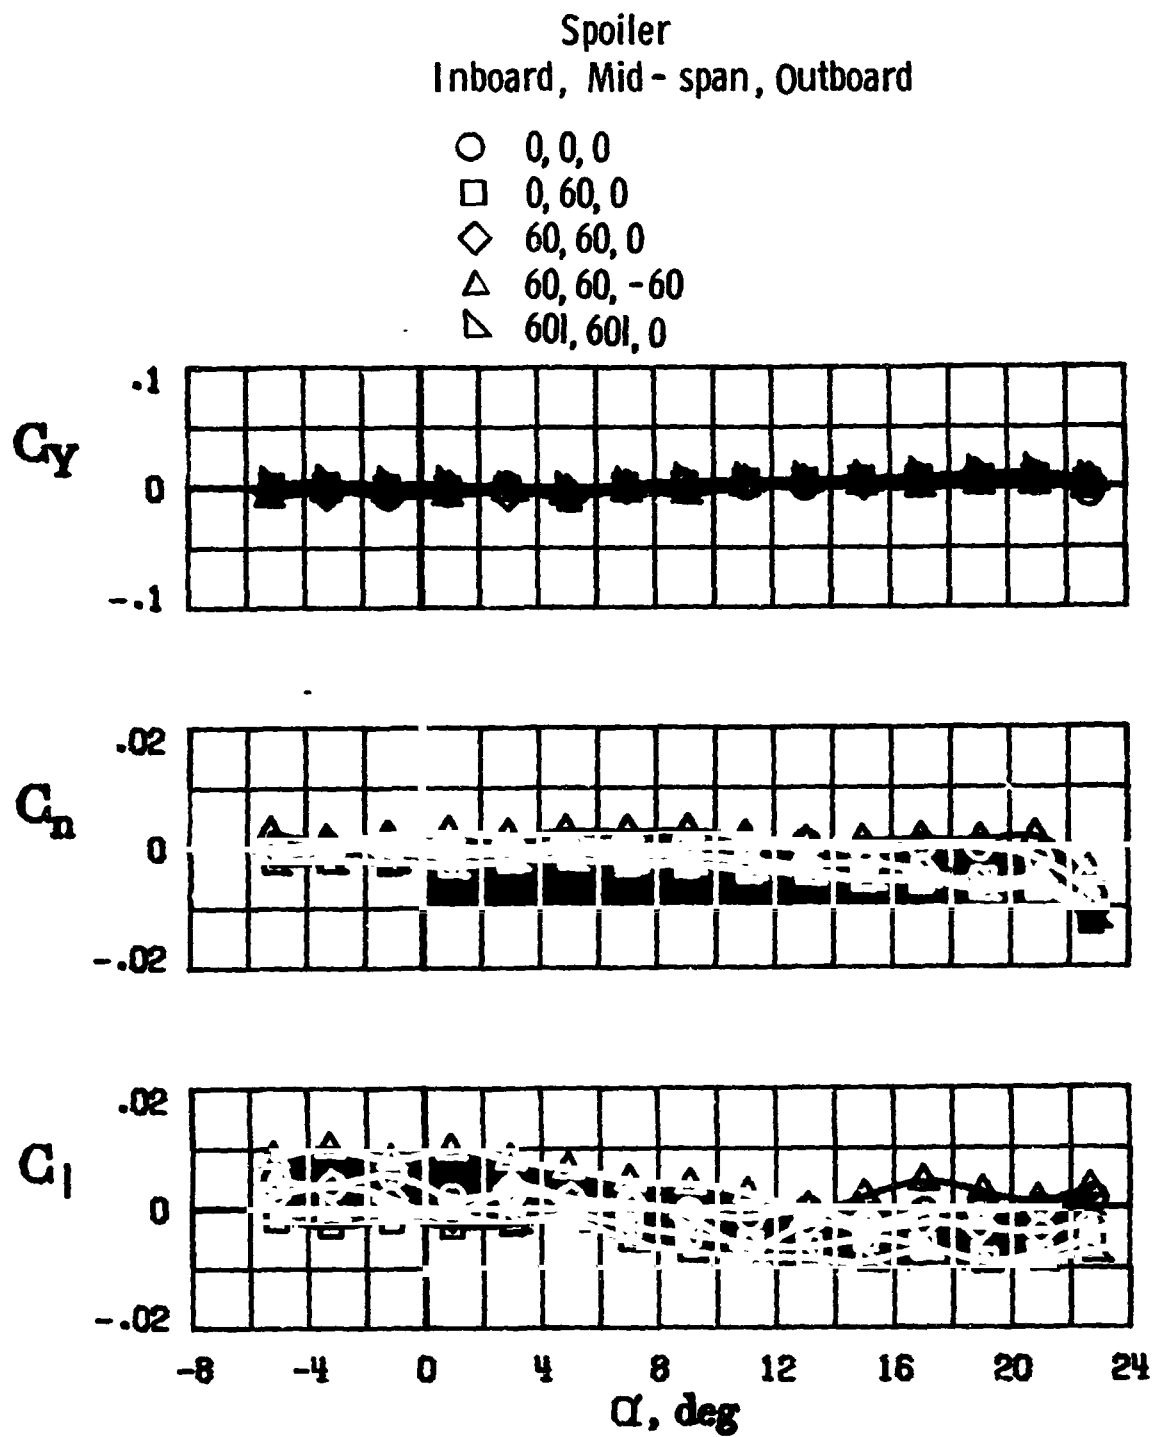 Spoiler
Inboard, Mid-span, Outboard
0, 0, 0
0, 60, 0
60, 60, 0
60, 60, -60
60I, 60I, 0
.1
C_Y
0
-.1
.02
C_n
0
-.02
.02
C_l
0
-.02
-8 -4 0 4 8 12 16 20 24
α, deg